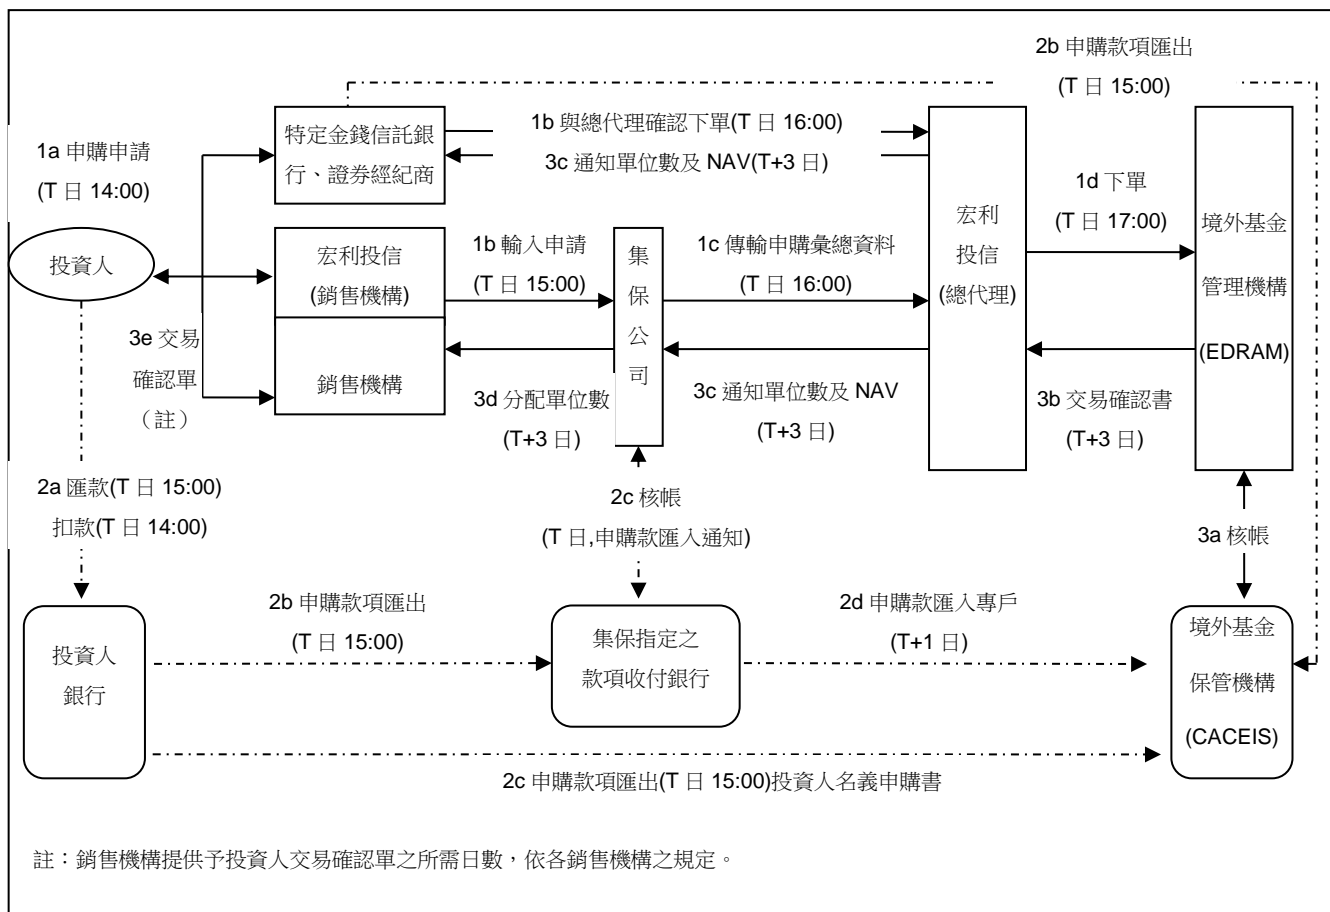 2b 申購款項匯出
(T 日 15:00)
1a 申購申請
(T 日 14:00)
特定金錢信託銀
行、證券經紀商
1b 與總代理確認下單(T 日 16:00)
3c 通知單位數及 NAV(T+3 日)
1d 下單
(T 日 17:00)
投資人
宏利投信
(銷售機構)
1b 輸入申請
(T 日 15:00)
集
保
公
司
1c 傳輸申購彙總資料
(T 日 16:00)
宏利
投信
(總代理)
境外基金
管理機構
(EDRAM)
3e 交易
確認單
（註）
銷售機構
3d 分配單位數
(T+3 日)
3c 通知單位數及 NAV
(T+3 日)
3b 交易確認書
(T+3 日)
2a 匯款(T 日 15:00)
扣款(T 日 14:00)
2c 核帳
(T 日,申購款匯入通知)
3a 核帳
投資人
銀行
2b 申購款項匯出
(T 日 15:00)
集保指定之
款項收付銀行
2d 申購款匯入專戶
(T+1 日)
境外基金
保管機構
(CACEIS)
2c 申購款項匯出(T 日 15:00)投資人名義申購書
註：銷售機構提供予投資人交易確認單之所需日數，依各銷售機構之規定。